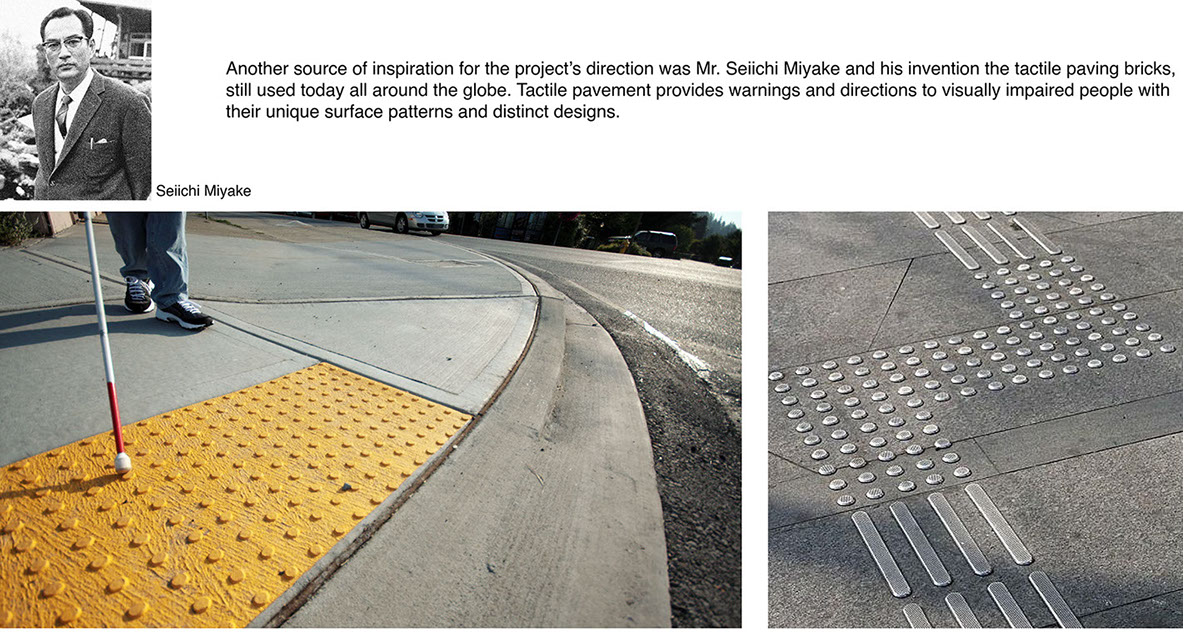 Another source of inspiration for the project's direction was Mr. Seiichi Miyake and his invention the tactile paving bricks,
still used today all around the globe. Tactile pavement provides warnings and directions to visually impaired people with
their unique surface patterns and distinct designs.
Seiichi Miyake